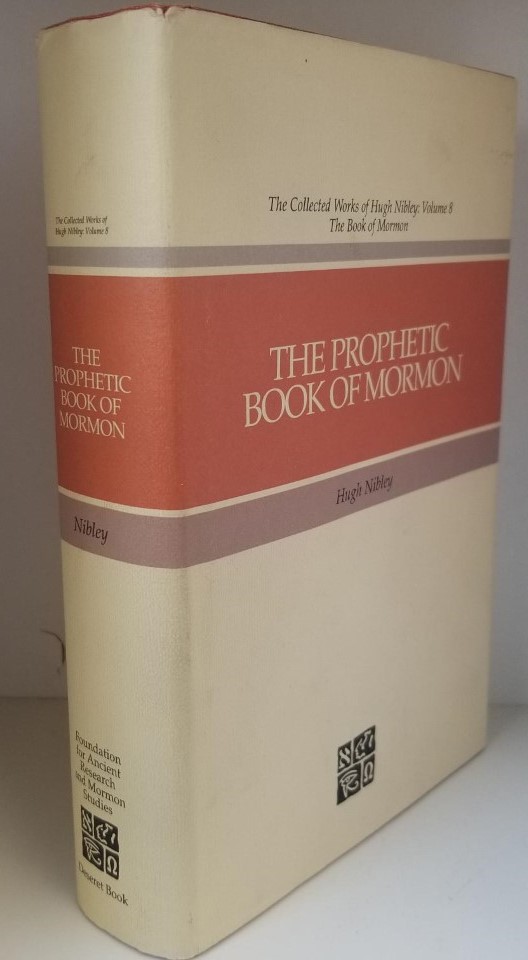 The Collected Works of
Hugh Nibley: Volume 8
THE
PROPHETIC
BOOK OF
MORMON
Nibley
Foundation
for Ancient
Research
and Mormon
Studies
א
Ω
Deseret Book
The Collected Works of Hugh Nibley: Volume 8
The Book of Mormon
THE PROPHETIC
BOOK OF MORMON
Hugh Nibley
א
Ω